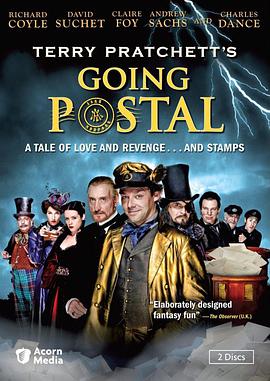 RICHARD COYLE
DAVID SUCHET
CLAIRE FOY
ANDREW SACHS
AND CHARLES DANCE
TERRY PRATCHETT'S
GOING
POSTAL
A TALE OF LOVE AND REVENGE . . . AND STAMPS
"Elaborately designed
fantasy fun" —The Observer (U.K.)
Acorn
Media
2 Discs